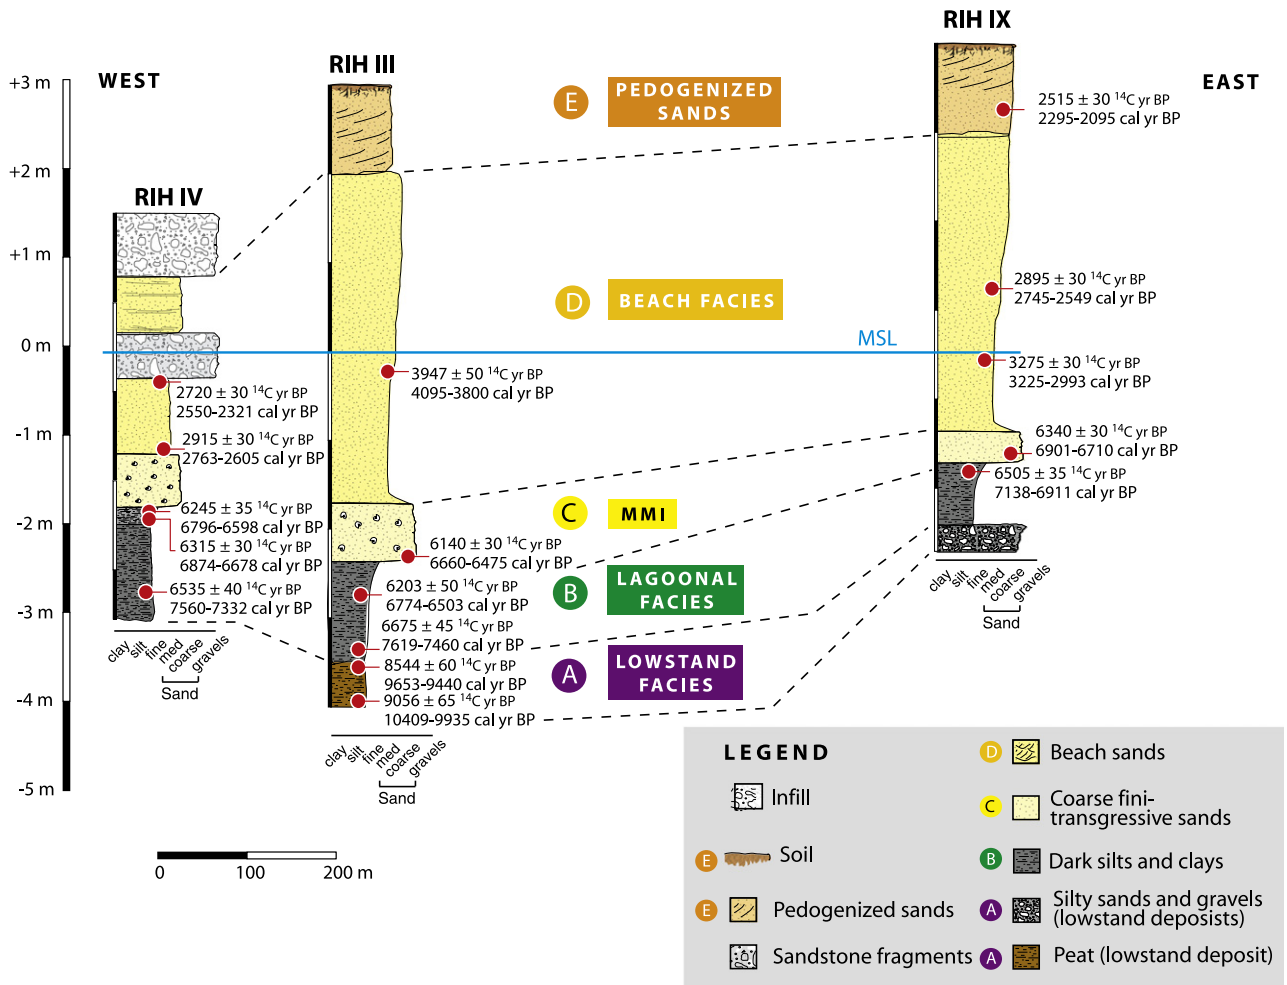 RIH IX
WEST
RIH III
EAST
E
PEDOGENIZED
SANDS
+3 m
+2 m
+1 m
0 m
-1 m
-2 m
-3 m
-4 m
-5 m
2515 ± 30 ¹⁴C yr BP
2295-2095 cal yr BP
RIH IV
D
BEACH FACIES
2895 ± 30 ¹⁴C yr BP
2745-2549 cal yr BP
MSL
3947 ± 50 ¹⁴C yr BP
4095-3800 cal yr BP
3275 ± 30 ¹⁴C yr BP
3225-2993 cal yr BP
2720 ± 30 ¹⁴C yr BP
2550-2321 cal yr BP
2915 ± 30 ¹⁴C yr BP
2763-2605 cal yr BP
6340 ± 30 ¹⁴C yr BP
6901-6710 cal yr BP
6505 ± 35 ¹⁴C yr BP
7138-6911 cal yr BP
6245 ± 35 ¹⁴C yr BP
6796-6598 cal yr BP
6315 ± 30 ¹⁴C yr BP
6874-6678 cal yr BP
6535 ± 40 ¹⁴C yr BP
7560-7332 cal yr BP
C
MMI
6140 ± 30 ¹⁴C yr BP
6660-6475 cal yr BP
B
LAGOONAL
FACIES
6203 ± 50 ¹⁴C yr BP
6774-6503 cal yr BP
6675 ± 45 ¹⁴C yr BP
7619-7460 cal yr BP
A
LOWSTAND
FACIES
8544 ± 60 ¹⁴C yr BP
9653-9440 cal yr BP
9056 ± 65 ¹⁴C yr BP
10409-9935 cal yr BP
clay
silt
fine
med
coarse
gravels
Sand
clay
silt
fine
med
coarse
gravels
Sand
clay
silt
fine
med
coarse
gravels
Sand
0 100 200 m
LEGEND
Infill
E Soil
E Pedogenized sands
Sandstone fragments
D Beach sands
C Coarse fini-
transgressive sands
B Dark silts and clays
A Silty sands and gravels
(lowstand deposists)
A Peat (lowstand deposit)